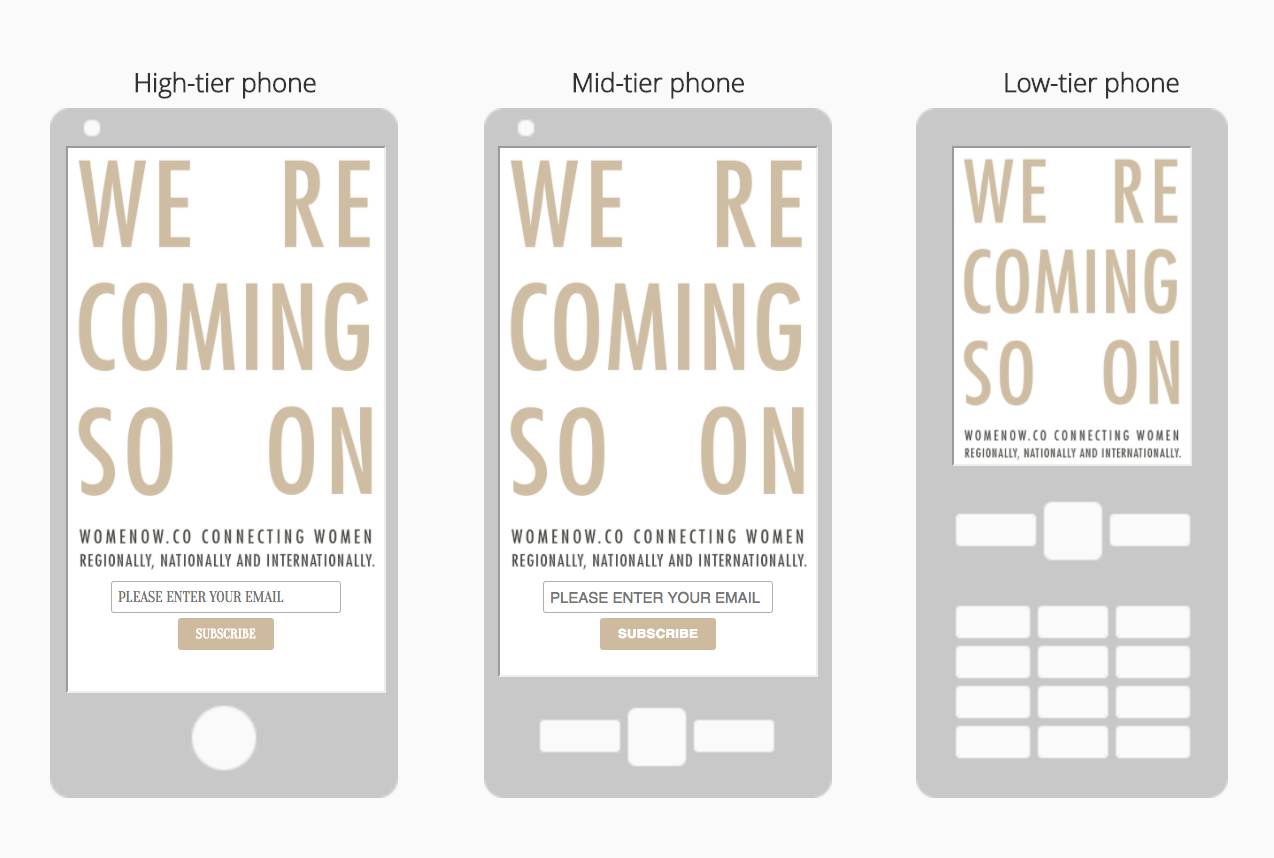 High-tier phone
WE RE
COMING
SO ON
WOMENOW.CO CONNECTING WOMEN
REGIONALLY, NATIONALLY AND INTERNATIONALLY.
PLEASE ENTER YOUR EMAIL
SUBSCRIBE
Mid-tier phone
WE RE
COMING
SO ON
WOMENOW.CO CONNECTING WOMEN
REGIONALLY, NATIONALLY AND INTERNATIONALLY.
PLEASE ENTER YOUR EMAIL
SUBSCRIBE
Low-tier phone
WE RE
COMING
SO ON
WOMENOW.CO CONNECTING WOMEN
REGIONALLY, NATIONALLY AND INTERNATIONALLY.